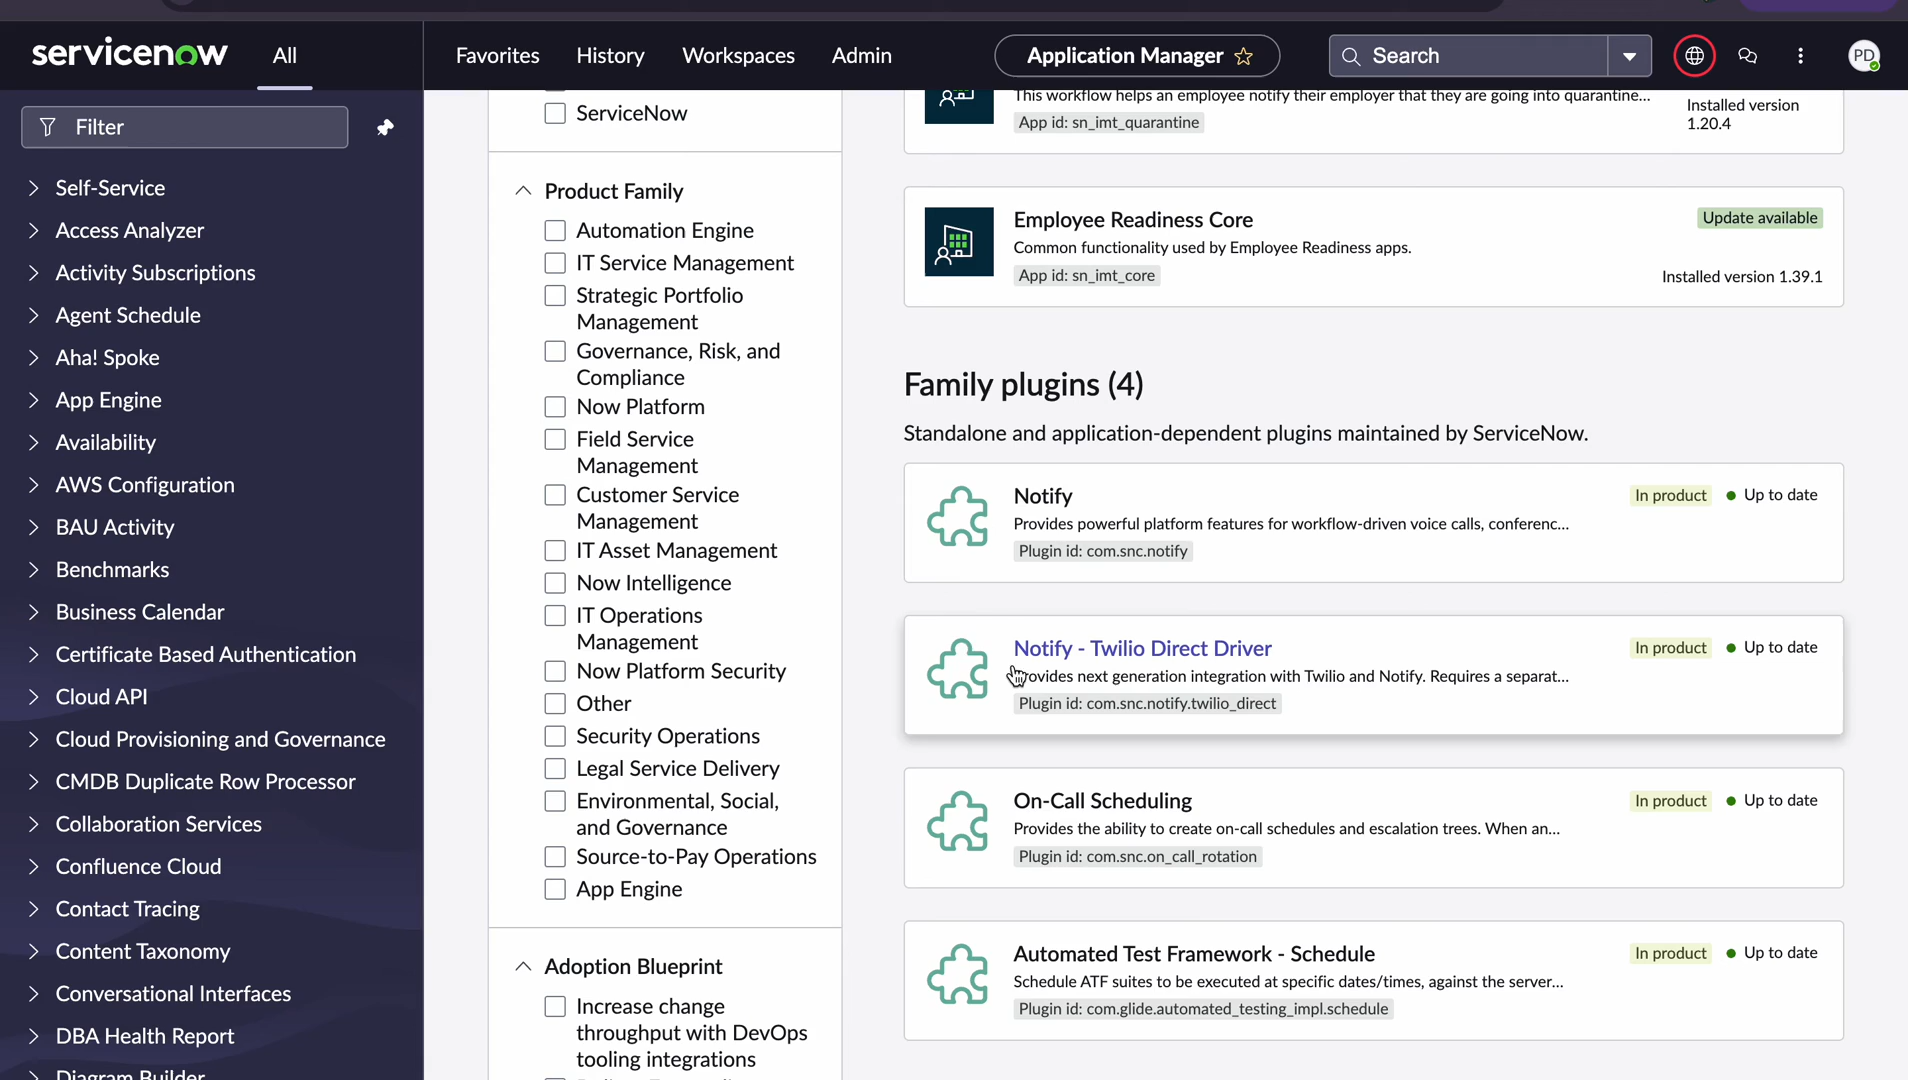 servicenow
All
Favorites
History
Workspaces
Admin
Application Manager
Search
PD
Filter
Self-Service
Access Analyzer
Activity Subscriptions
Agent Schedule
Aha! Spoke
App Engine
Availability
AWS Configuration
BAU Activity
Benchmarks
Business Calendar
Certificate Based Authentication
Cloud API
Cloud Provisioning and Governance
CMDB Duplicate Row Processor
Collaboration Services
Confluence Cloud
Contact Tracing
Content Taxonomy
Conversational Interfaces
DBA Health Report
Diagram Builder
ServiceNow
Product Family
Automation Engine
IT Service Management
Strategic Portfolio
Management
Governance, Risk, and
Compliance
Now Platform
Field Service
Management
Customer Service
Management
IT Asset Management
Now Intelligence
IT Operations
Management
Now Platform Security
Other
Security Operations
Legal Service Delivery
Environmental, Social,
and Governance
Source-to-Pay Operations
App Engine
Adoption Blueprint
Increase change
throughput with DevOps
tooling integrations
This workflow helps an employee notify their employer that they are going into quarantine...
App id: sn_imt_quarantine
Installed version
1.20.4
Employee Readiness Core
Update available
Common functionality used by Employee Readiness apps.
App id: sn_imt_core
Installed version 1.39.1
Family plugins (4)
Standalone and application-dependent plugins maintained by ServiceNow.
Notify
In product
Up to date
Provides powerful platform features for workflow-driven voice calls, conferenc...
Plugin id: com.snc.notify
Notify - Twilio Direct Driver
In product
Up to date
Provides next generation integration with Twilio and Notify. Requires a separat...
Plugin id: com.snc.notify.twilio_direct
On-Call Scheduling
In product
Up to date
Provides the ability to create on-call schedules and escalation trees. When an...
Plugin id: com.snc.on_call_rotation
Automated Test Framework - Schedule
In product
Up to date
Schedule ATF suites to be executed at specific dates/times, against the server...
Plugin id: com.glide.automated_testing_impl.schedule